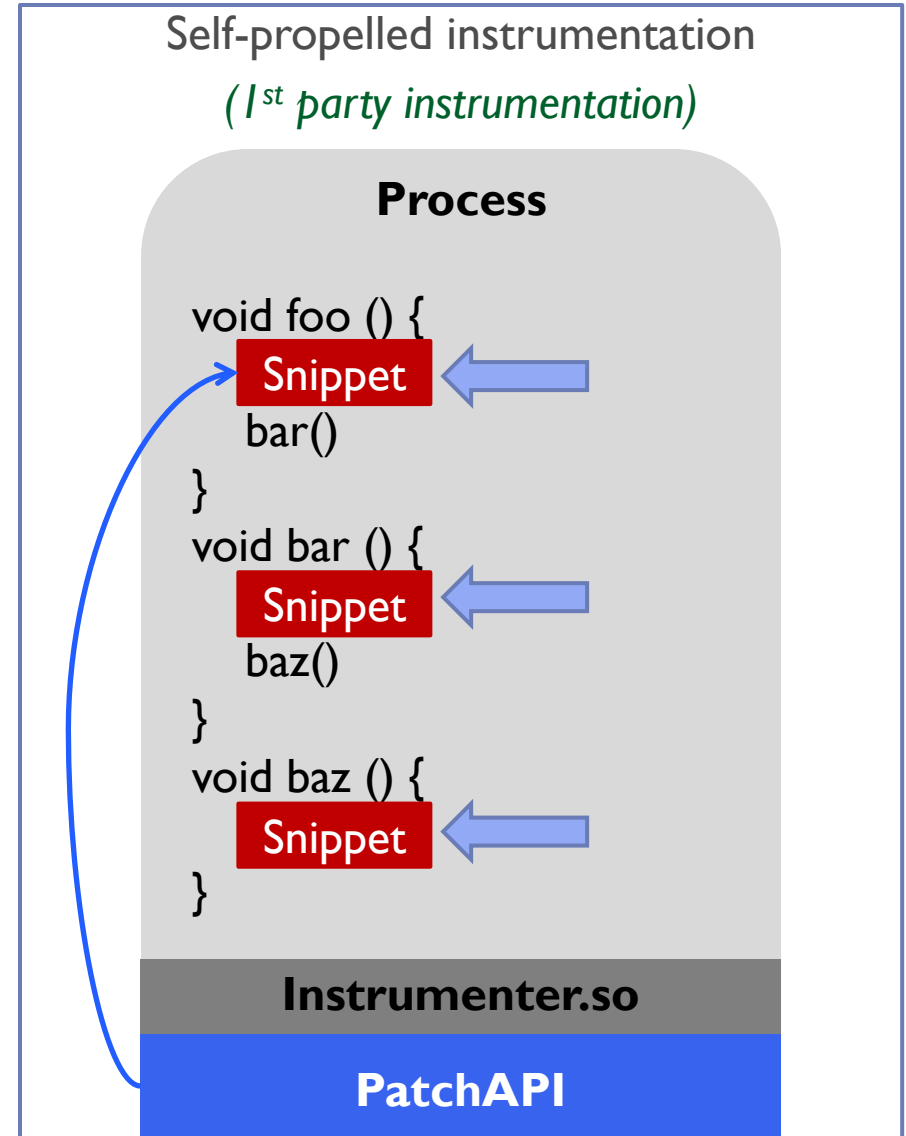 Self-propelled instrumentation
(1st party instrumentation)
Process
void foo () {
Snippet
bar()
}
void bar () {
Snippet
baz()
}
void baz () {
Snippet
}
Instrumenter.so
PatchAPI